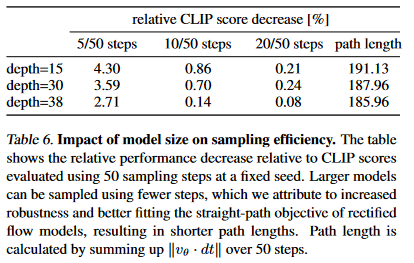 relative CLIP score decrease [%]
5/50 steps 10/50 steps 20/50 steps path length
depth=15 4.30 0.86 0.21 191.13
depth=30 3.59 0.70 0.24 187.96
depth=38 2.71 0.14 0.08 185.96
Table 6. Impact of model size on sampling efficiency. The table
shows the relative performance decrease relative to CLIP scores
evaluated using 50 sampling steps at a fixed seed. Larger models
can be sampled using fewer steps, which we attribute to increased
robustness and better fitting the straight-path objective of rectified
flow models, resulting in shorter path lengths. Path length is
calculated by summing up ‖vθ · dt‖ over 50 steps.